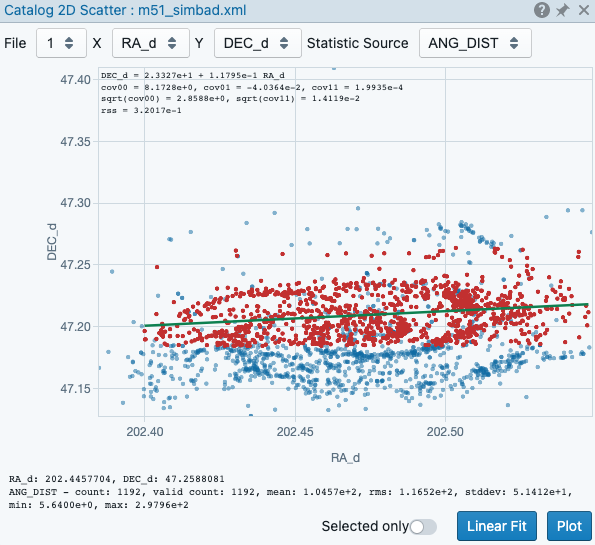 Catalog 2D Scatter : m51_simbad.xml
File 1 X RA_d Y DEC_d Statistic Source ANG_DIST
DEC_d = 2.3327e+1 + 1.1795e-1 RA_d
cov00 = 8.1728e+0, cov01 = -4.0364e-2, cov11 = 1.9935e-4
sqrt(cov00) = 2.8588e+0, sqrt(cov11) = 1.4119e-2
rss = 3.2017e-1
47.40
47.35
47.30
47.25
47.20
47.15
DEC_d
202.40 202.45 202.50
RA_d
RA_d: 202.4457704, DEC_d: 47.2588081
ANG_DIST - count: 1192, valid count: 1192, mean: 1.0457e+2, rms: 1.1652e+2, stddev: 5.1412e+1,
min: 5.6400e+0, max: 2.9796e+2
Selected only Linear Fit Plot